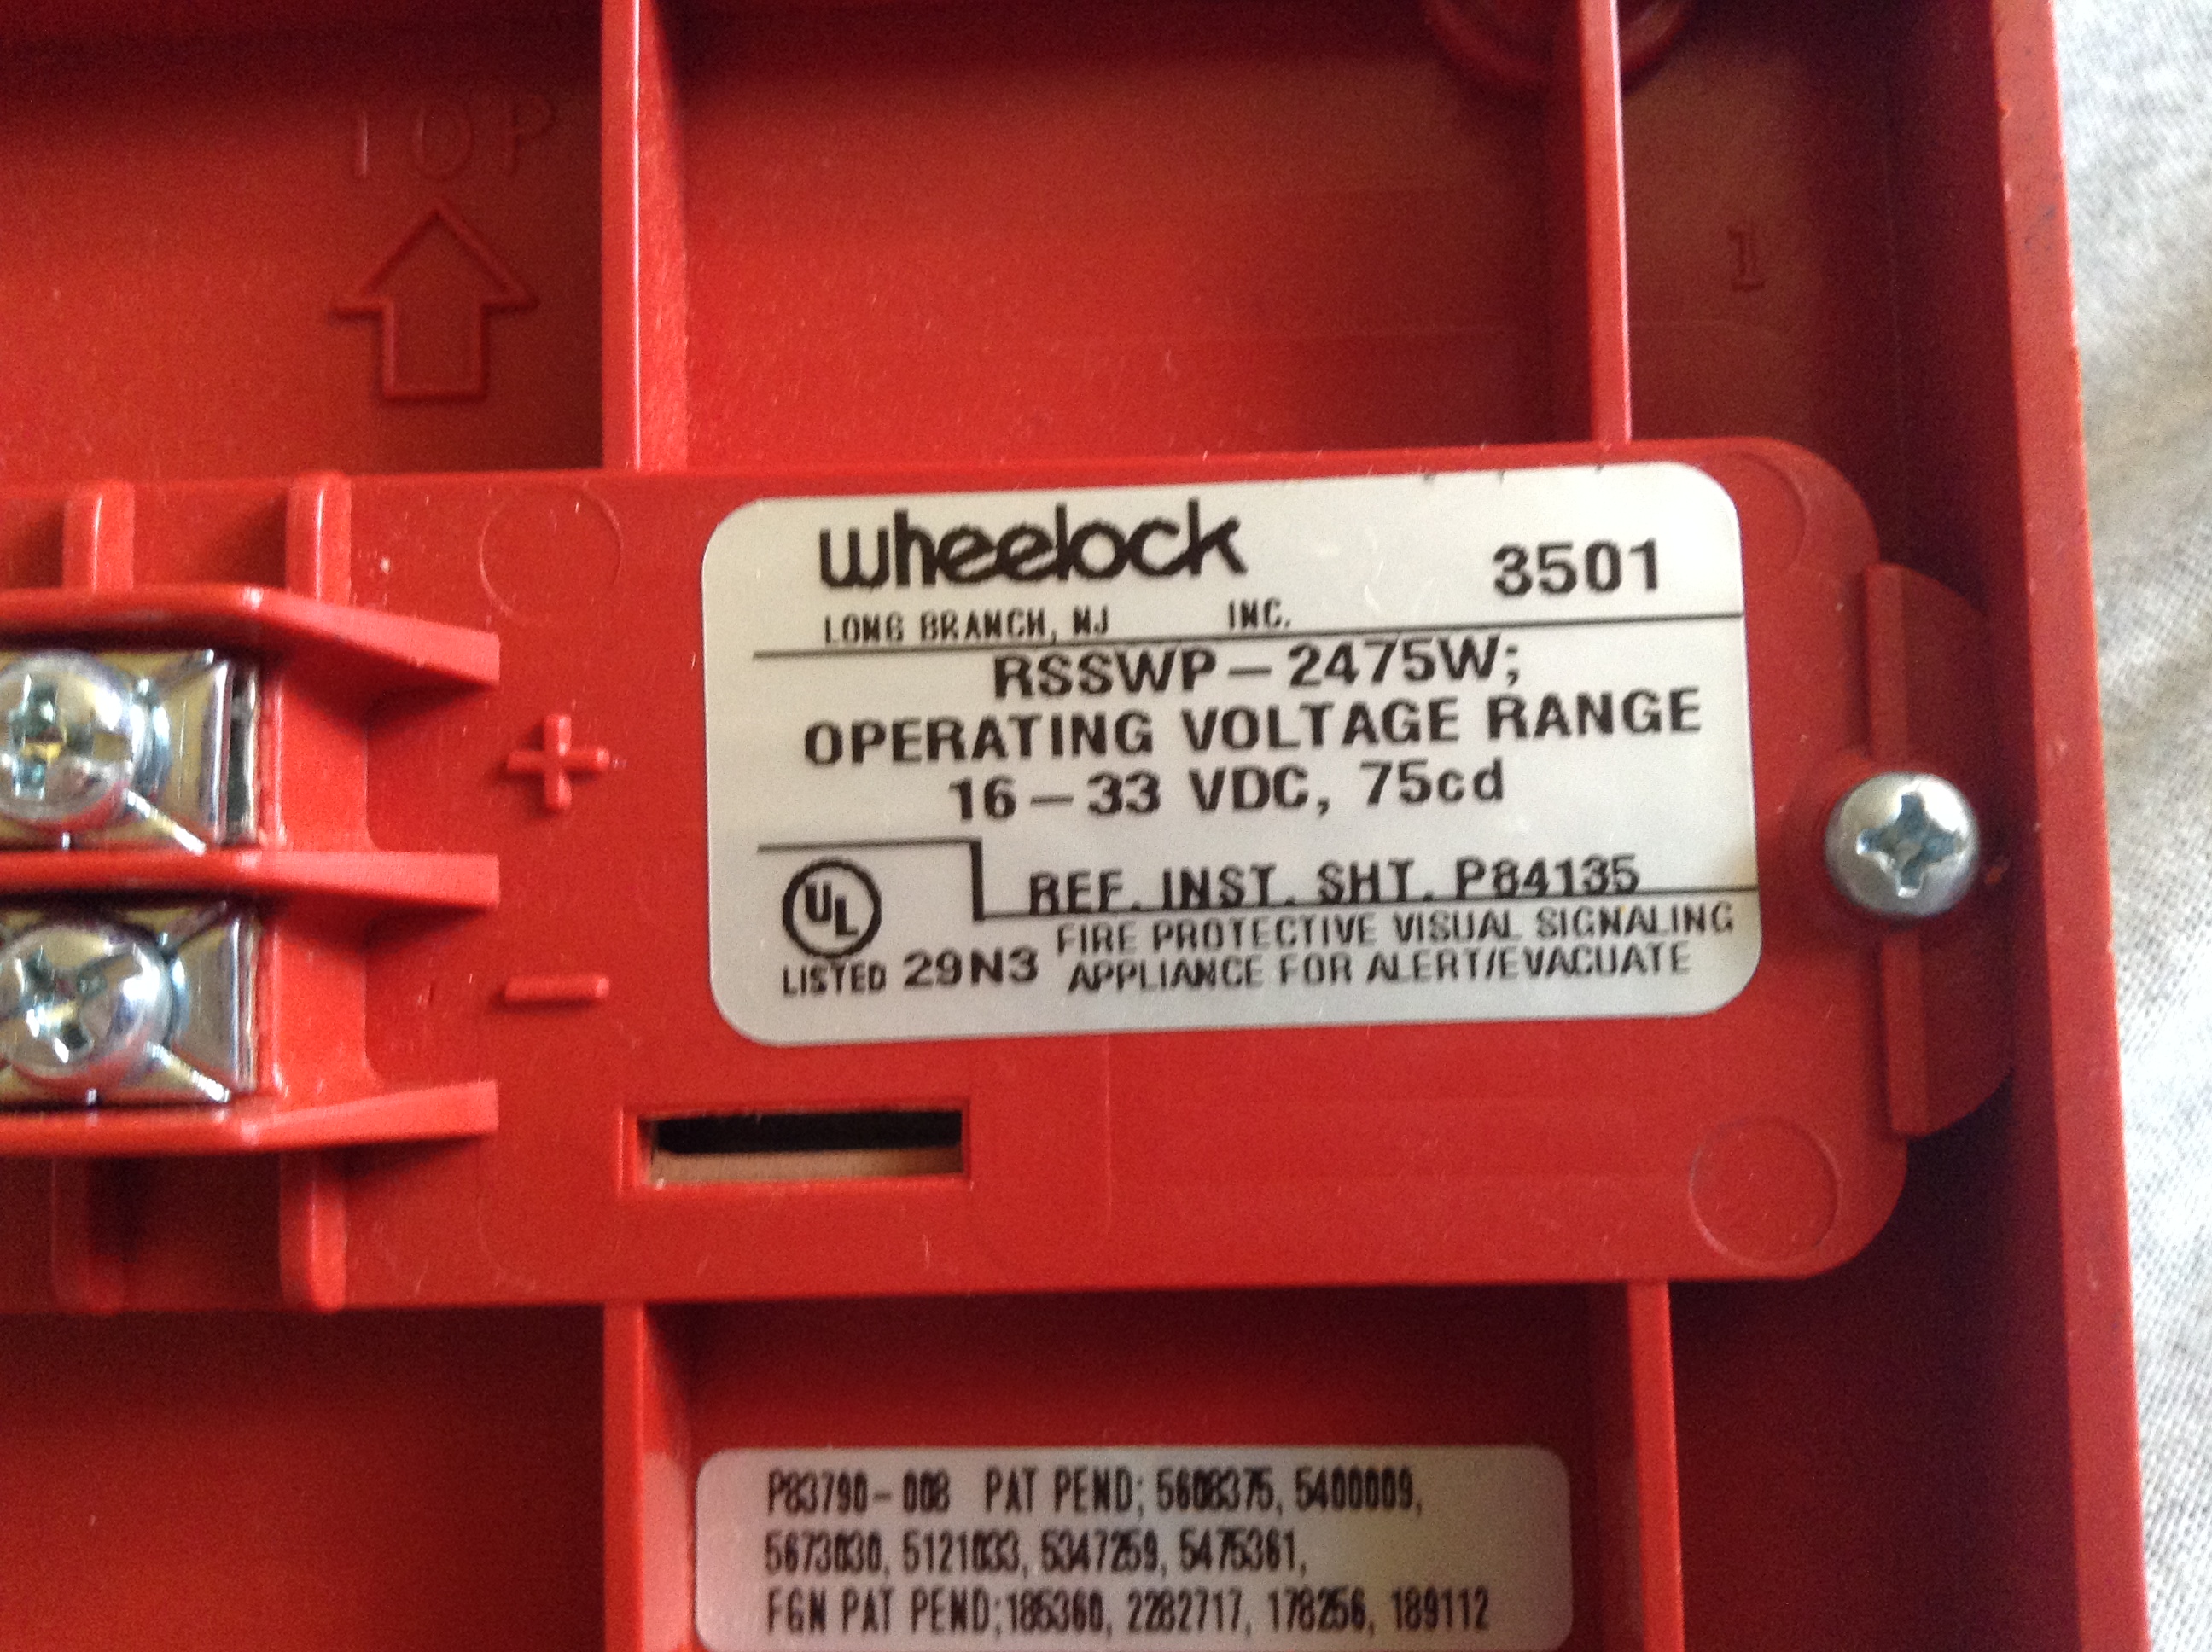 TOP
1
wheelock
3501
LONG BRANCH, NJ INC.
RSSWP-2475W;
OPERATING VOLTAGE RANGE
16-33 VDC, 75cd
REF. INST. SHT. P84135
UL
LISTED 29N3
FIRE PROTECTIVE VISUAL SIGNALING
APPLIANCE FOR ALERT/EVACUATE
+
-
P83790-008 PAT PEND; 5608375, 5400009,
5673030, 5121033, 5347259, 5475361,
FGN PAT PEND;185360, 2282717, 178256, 189112